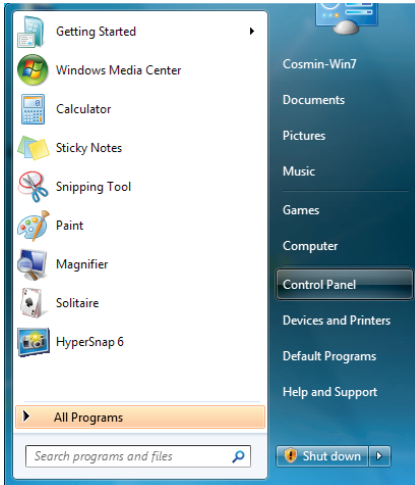 Getting Started
Windows Media Center
Calculator
Sticky Notes
Snipping Tool
Paint
Magnifier
Solitaire
HyperSnap 6
All Programs
Search programs and files
Cosmin-Win7
Documents
Pictures
Music
Games
Computer
Control Panel
Devices and Printers
Default Programs
Help and Support
Shut down